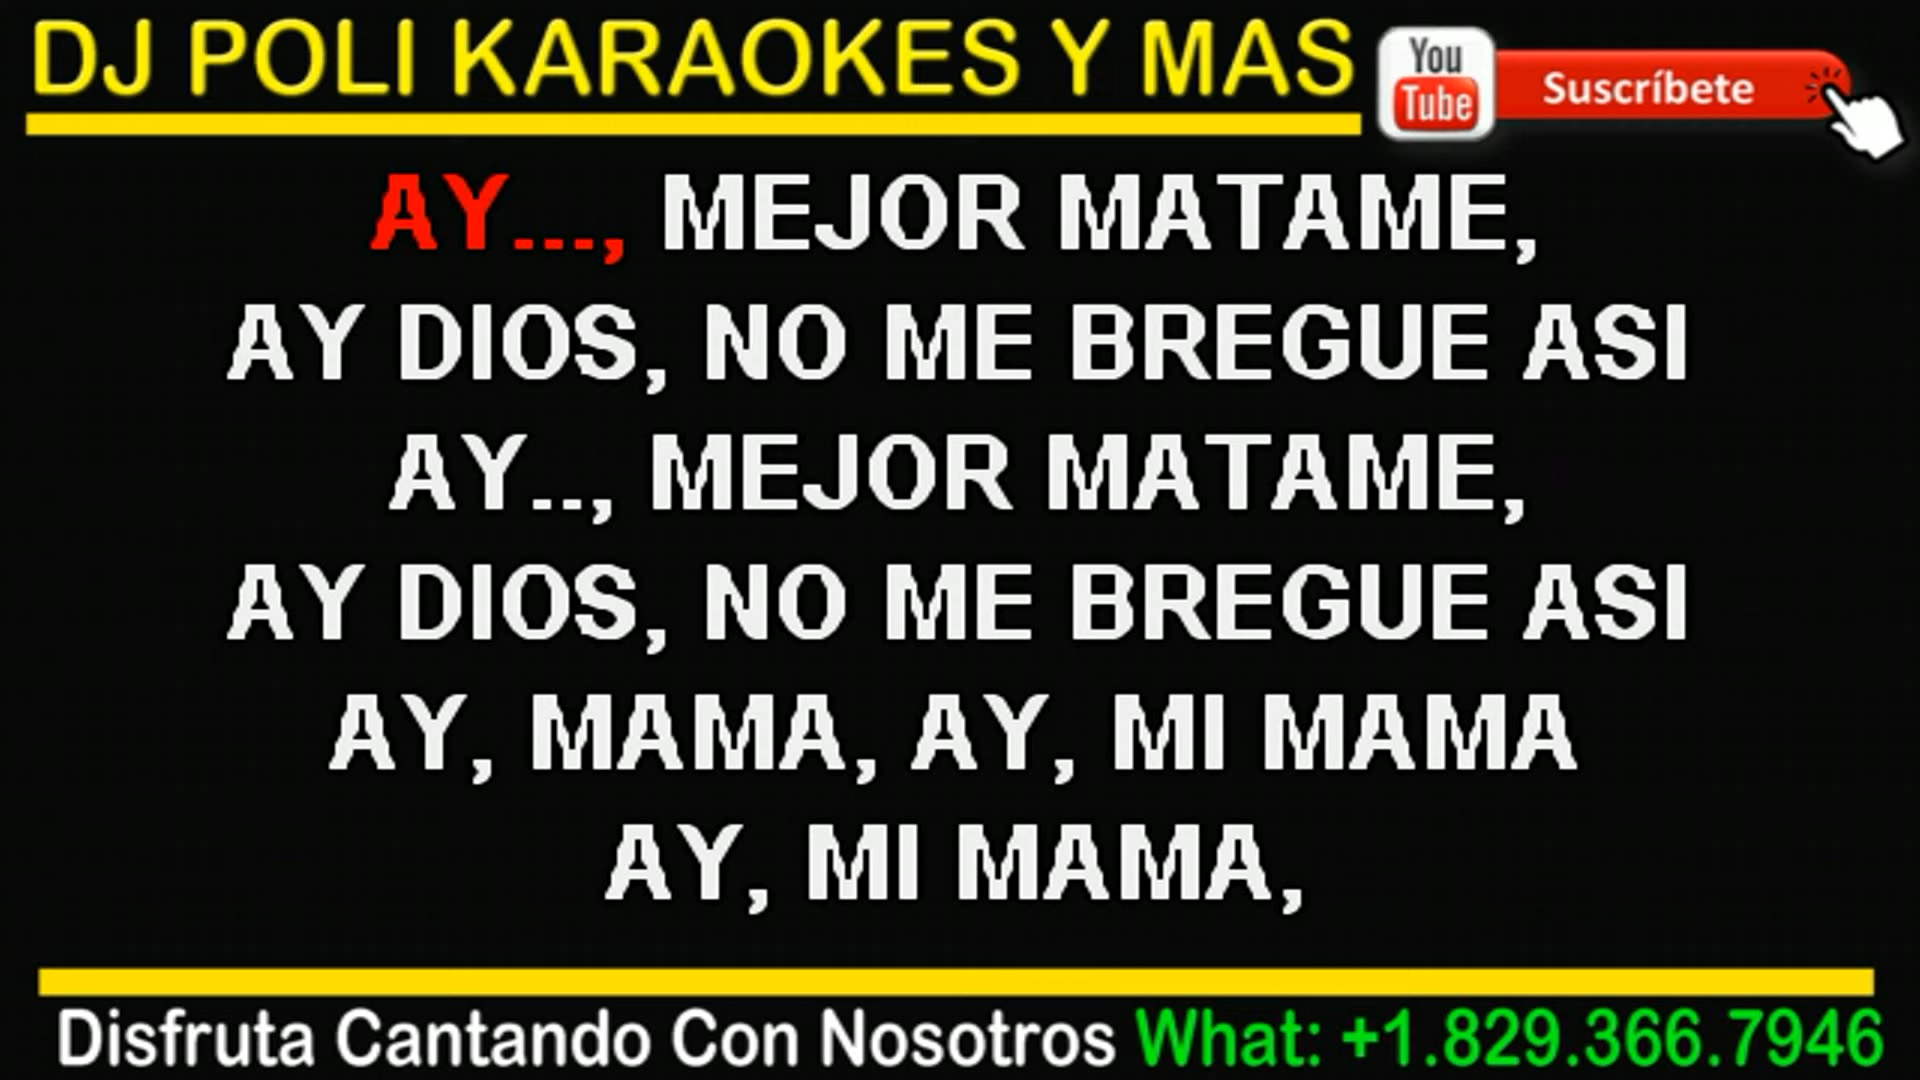 DJ POLI KARAOKES Y MAS
You
Tube
Suscríbete
AY..., MEJOR MATAME,
AY DIOS, NO ME BREGUE ASI
AY.., MEJOR MATAME,
AY DIOS, NO ME BREGUE ASI
AY, MAMA, AY, MI MAMA
AY, MI MAMA,
Disfruta Cantando Con Nosotros What: +1.829.366.7946